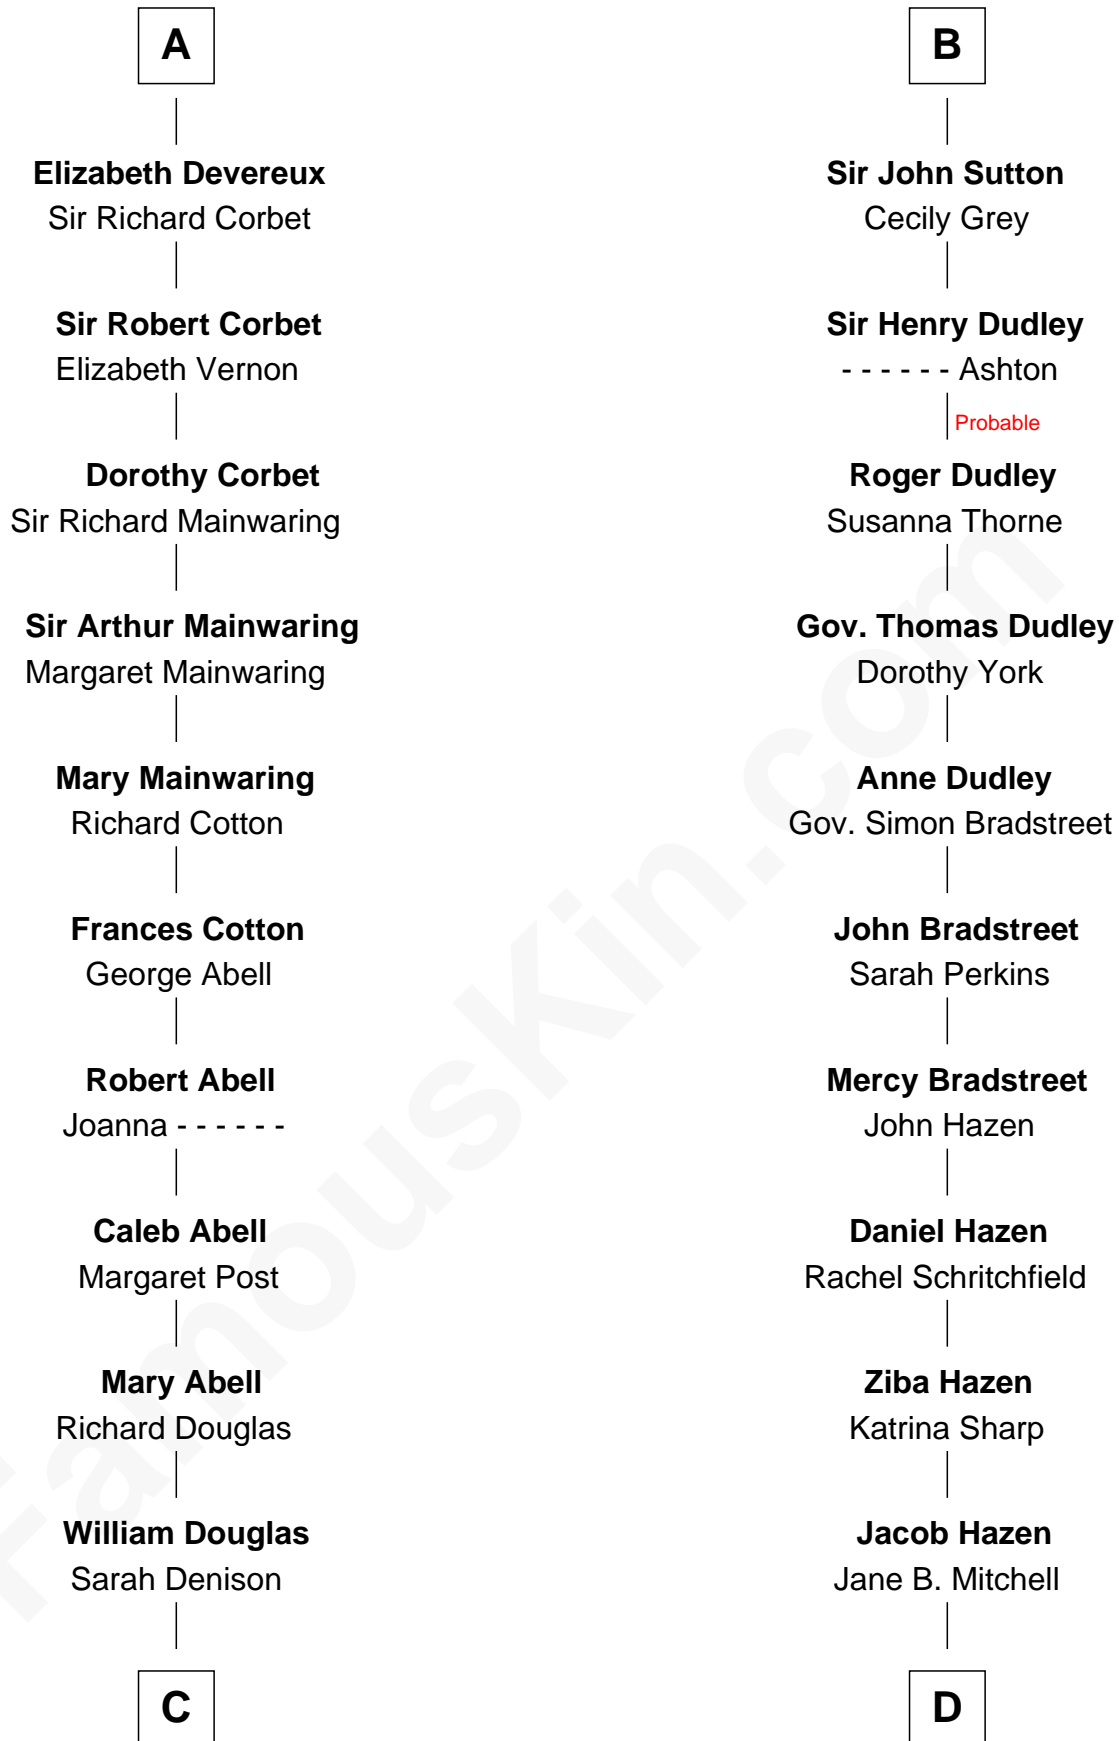 A
Elizabeth Devereux
Sir Richard Corbet
Sir Robert Corbet
Elizabeth Vernon
Dorothy Corbet
Sir Richard Mainwaring
Sir Arthur Mainwaring
Margaret Mainwaring
Mary Mainwaring
Richard Cotton
Frances Cotton
George Abell
Robert Abell
Joanna - - - - - -
Caleb Abell
Margaret Post
Mary Abell
Richard Douglas
William Douglas
Sarah Denison
C
B
Sir John Sutton
Cecily Grey
Sir Henry Dudley
- - - - - - Ashton
Probable
Roger Dudley
Susanna Thorne
Gov. Thomas Dudley
Dorothy York
Anne Dudley
Gov. Simon Bradstreet
John Bradstreet
Sarah Perkins
Mercy Bradstreet
John Hazen
Daniel Hazen
Rachel Schritchfield
Ziba Hazen
Katrina Sharp
Jacob Hazen
Jane B. Mitchell
D
FamousKin.com